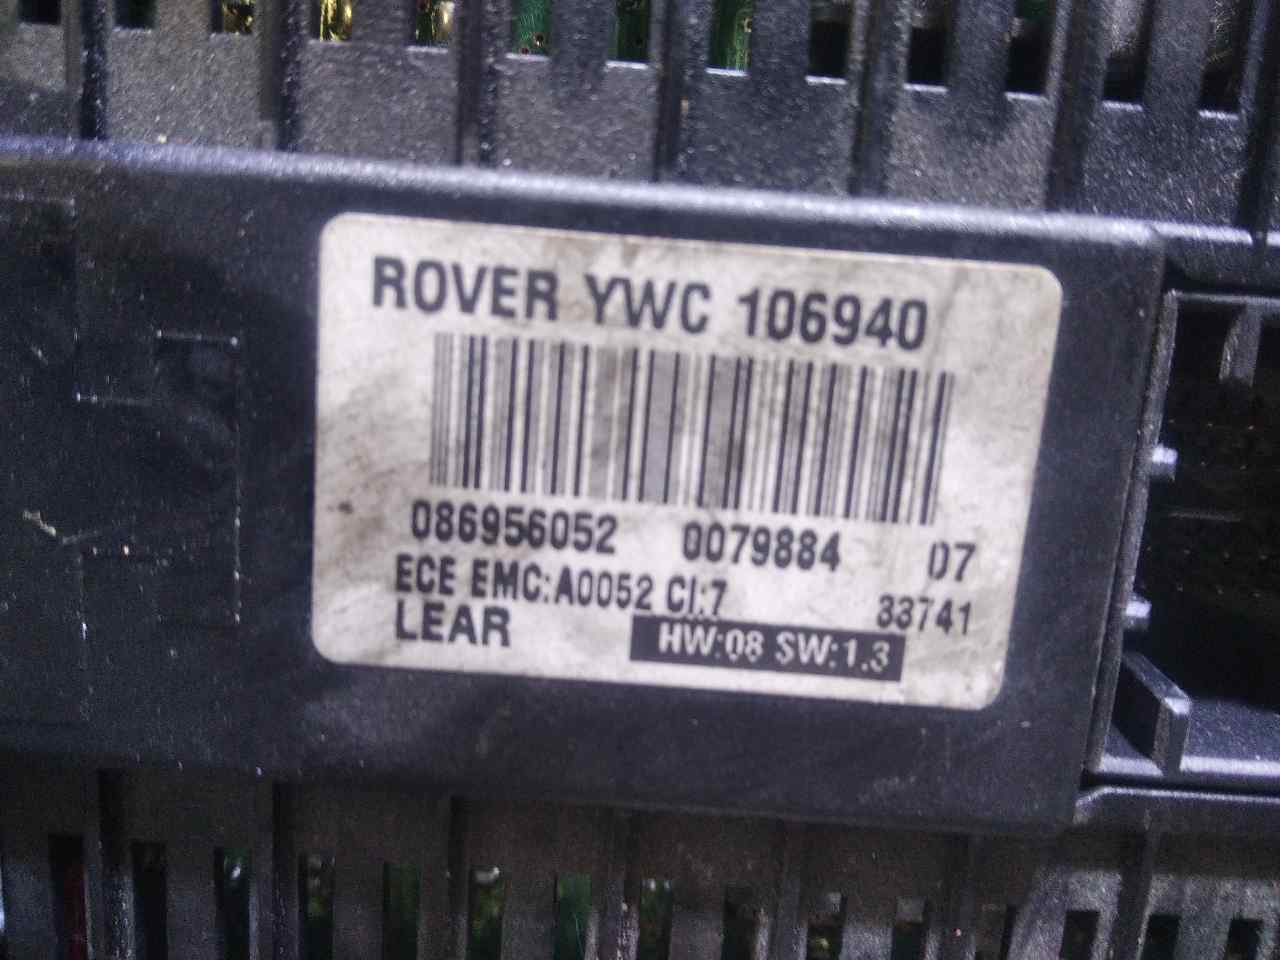 ROVER YWC 106940
086956052 0079884 07
ECE EMC:A0052 CI:7 33741
LEAR HW:08 SW:1.3